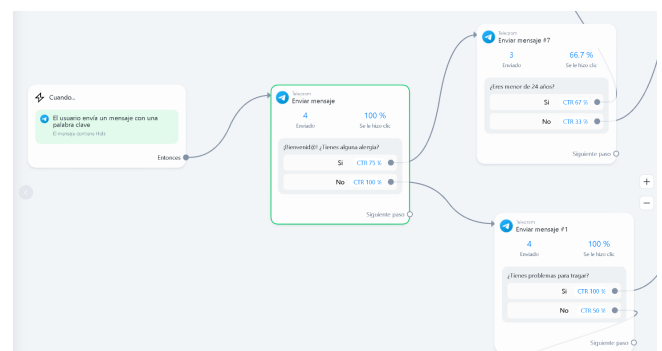 Cuando...
El usuario envía un mensaje con una
palabra clave
El mensaje contiene Hola
Entonces
Telegram
Enviar mensaje
4
100 %
Enviado
Se le hizo clic
¡Bienvenid@! ¿Tienes alguna alergia?
Si CTR 75 %
No CTR 100 %
Siguiente paso
Telegram
Enviar mensaje #7
3
66.7 %
Enviado
Se le hizo clic
¿Eres menor de 24 años?
Si CTR 67 %
No CTR 33 %
Siguiente paso
Telegram
Enviar mensaje #1
4
100 %
Enviado
Se le hizo clic
¿Tienes problemas para tragar?
Si CTR 100 %
No CTR 50 %
Siguiente paso